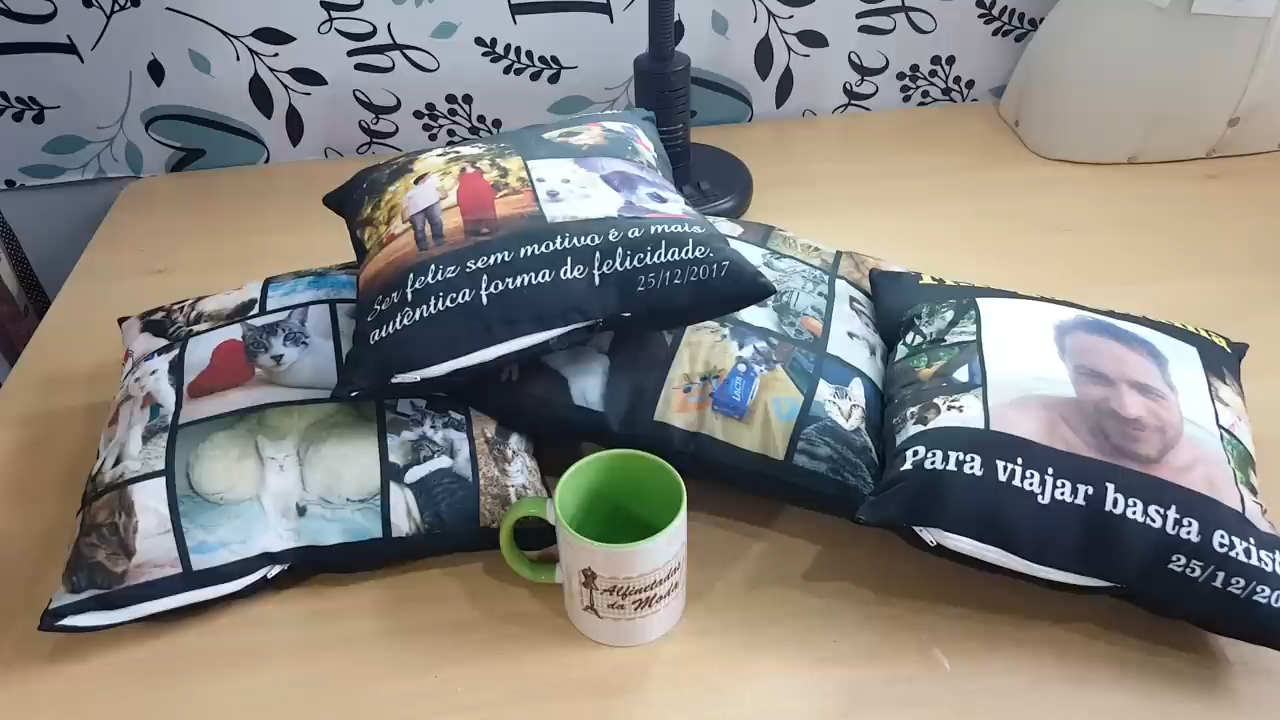 Ser feliz sem motivo é a mais
autêntica forma de felicidade.
25/12/2017
LACTA
Para viajar basta exist
25/12/20
Alfinetadas
da Moda